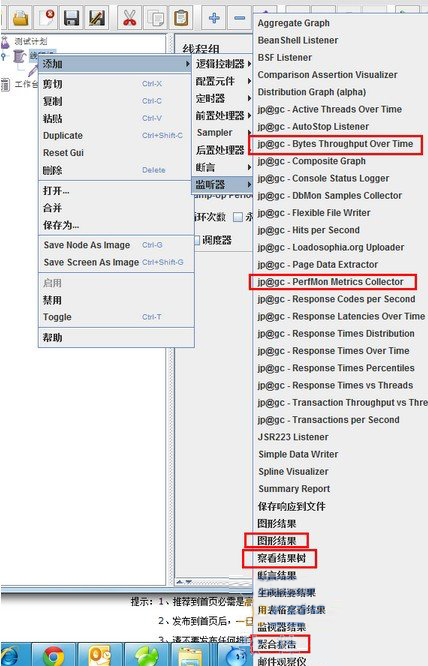 测试计划
线程组
工作台
添加
剪切 Ctrl-X
复制 Ctrl-C
粘贴 Ctrl-V
Duplicate Ctrl+Shift-C
Reset Gui
删除 Delete
打开...
合并
保存为...
Save Node As Image Ctrl-G
Save Screen As Image Ctrl+Shift-G
启用
禁用
Toggle Ctrl-T
帮助
线程组
逻辑控制器
配置元件
定时器
前置处理器
Sampler
后置处理器
断言
监听器
循环次数
调度器
Aggregate Graph
BeanShell Listener
BSF Listener
Comparison Assertion Visualizer
Distribution Graph (alpha)
jp@gc - Active Threads Over Time
jp@gc - AutoStop Listener
jp@gc - Bytes Throughput Over Time
jp@gc - Composite Graph
jp@gc - Console Status Logger
jp@gc - DbMon Samples Collector
jp@gc - Flexible File Writer
jp@gc - Hits per Second
jp@gc - Loadosophia.org Uploader
jp@gc - Page Data Extractor
jp@gc - PerfMon Metrics Collector
jp@gc - Response Codes per Second
jp@gc - Response Latencies Over Time
jp@gc - Response Times Distribution
jp@gc - Response Times Over Time
jp@gc - Response Times Percentiles
jp@gc - Response Times vs Threads
jp@gc - Transaction Throughput vs Thre
jp@gc - Transactions per Second
JSR223 Listener
Simple Data Writer
Spline Visualizer
Summary Report
保存响应到文件
图形结果
图形结果
察看结果树
断言结果
生成概要结果
用表格察看结果
监视器结果
聚合报告
邮件观察仪
提示：1、推荐到首页必需是
2、发布到首页后，一
3、请不要发布任何